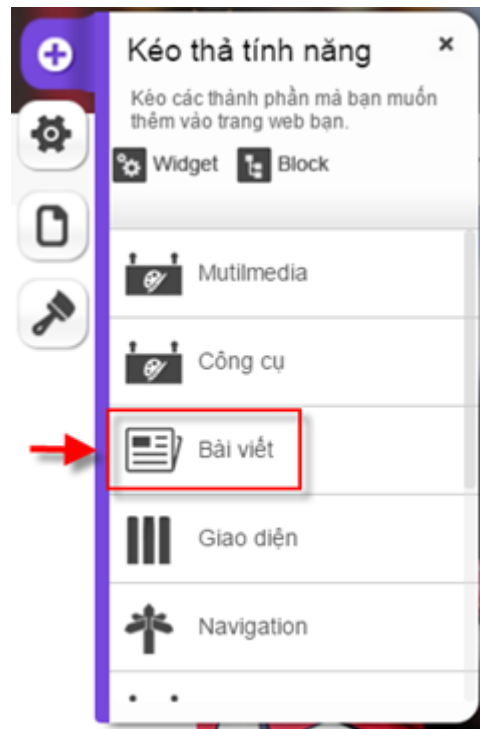 Kéo thả tính năng ×
Kéo các thành phần mà bạn muốn
thêm vào trang web bạn.
Widget Block
Mutilmedia
Công cụ
Bài viết
Giao diện
Navigation